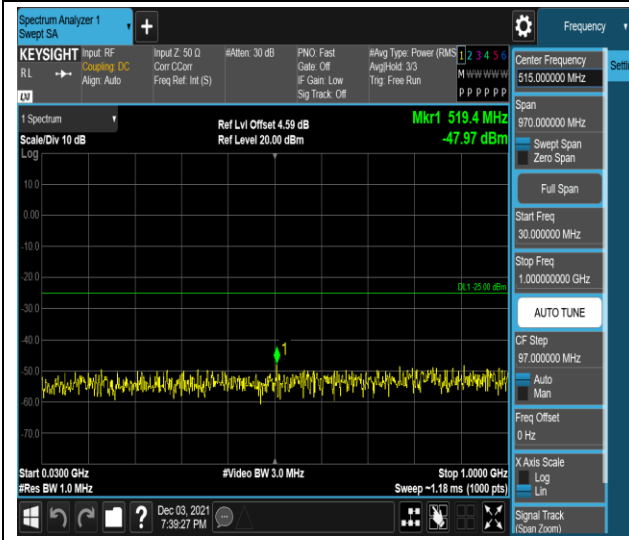 Spectrum Analyzer 1
Swept SA
+
Frequency
KEYSIGHT
RL
LXI
Input: RF
Coupling: DC
Align: Auto
Input Z: 50 Ω
Corr CCorr
Freq Ref: Int (S)
#Atten: 30 dB
PNO: Fast
Gate: Off
IF Gain: Low
Sig Track: Off
#Avg Type: Power (RMS
Avg|Hold: 3/3
Trig: Free Run
1 2 3 4 5 6
M W W W W W
P P P P P P
1 Spectrum
Scale/Div 10 dB
Log
Ref Lvl Offset 4.59 dB
Ref Level 20.00 dBm
Mkr1 519.4 MHz
-47.97 dBm
10.0
0.00
-10.0
-20.0
-30.0
-40.0
-50.0
-60.0
-70.0
DL1 -25.00 dBm
1
Start 0.0300 GHz
#Res BW 1.0 MHz
#Video BW 3.0 MHz
Stop 1.0000 GHz
Sweep ~1.18 ms (1000 pts)
Center Frequency
515.000000 MHz
Settin
Span
970.000000 MHz
Swept Span
Zero Span
Full Span
Start Freq
30.000000 MHz
Stop Freq
1.000000000 GHz
AUTO TUNE
CF Step
97.000000 MHz
Auto
Man
Freq Offset
0 Hz
X Axis Scale
Log
Lin
Signal Track
(Span Zoom)
?
Dec 03, 2021
7:39:27 PM